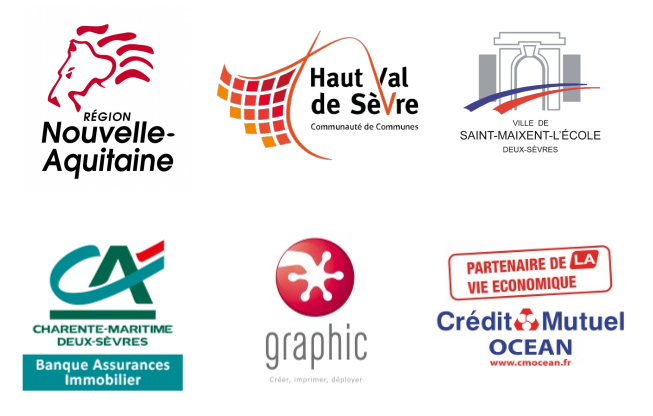 RÉGION
Nouvelle-
Aquitaine
Haut Val
de Sèvre
Communauté de Communes
VILLE DE
SAINT-MAIXENT-L'ÉCOLE
DEUX-SÈVRES
CA
CHARENTE-MARITIME
DEUX-SÈVRES
Banque Assurances
Immobilier
graphic
Créer, imprimer, déployer
PARTENAIRE DE LA
VIE ECONOMIQUE
Crédit Mutuel
OCEAN
www.cmocean.fr